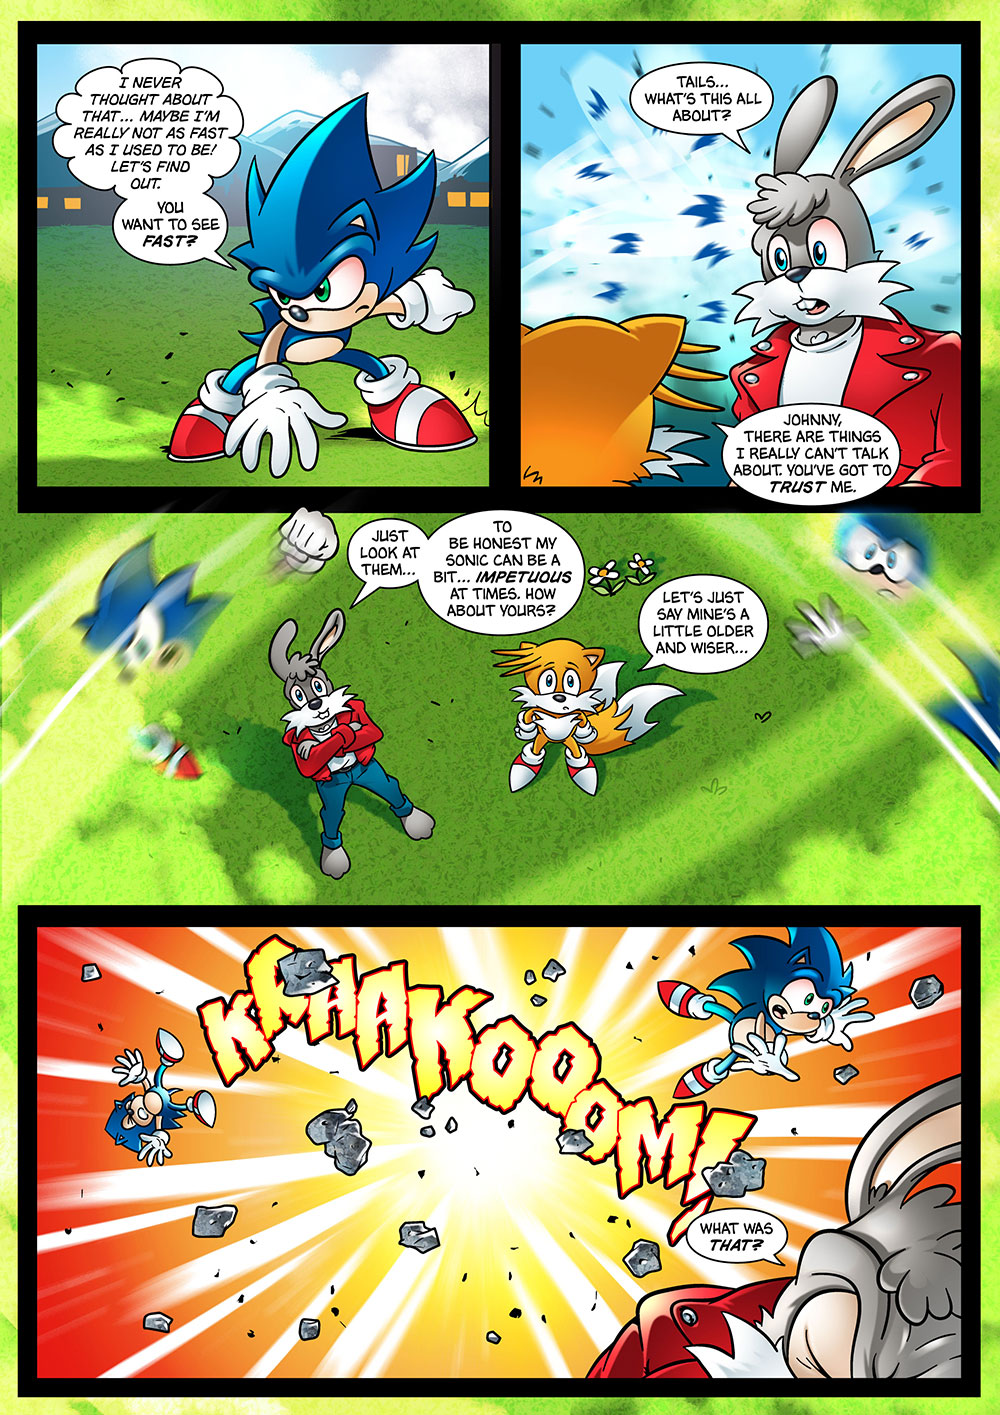 I NEVER
THOUGHT ABOUT
THAT... MAYBE I'M
REALLY NOT AS FAST
AS I USED TO BE!
LET'S FIND
OUT.
YOU
WANT TO SEE
FAST?
TAILS...
WHAT'S THIS ALL
ABOUT?
JOHNNY,
THERE ARE THINGS
I REALLY CAN'T TALK
ABOUT. YOU'VE GOT TO
TRUST ME.
JUST
LOOK AT
THEM...
TO
BE HONEST MY
SONIC CAN BE A
BIT... IMPETUOUS
AT TIMES. HOW
ABOUT YOURS?
LET'S JUST
SAY MINE'S A
LITTLE OLDER
AND WISER...
KRAHAKOOOM!
WHAT WAS
THAT?